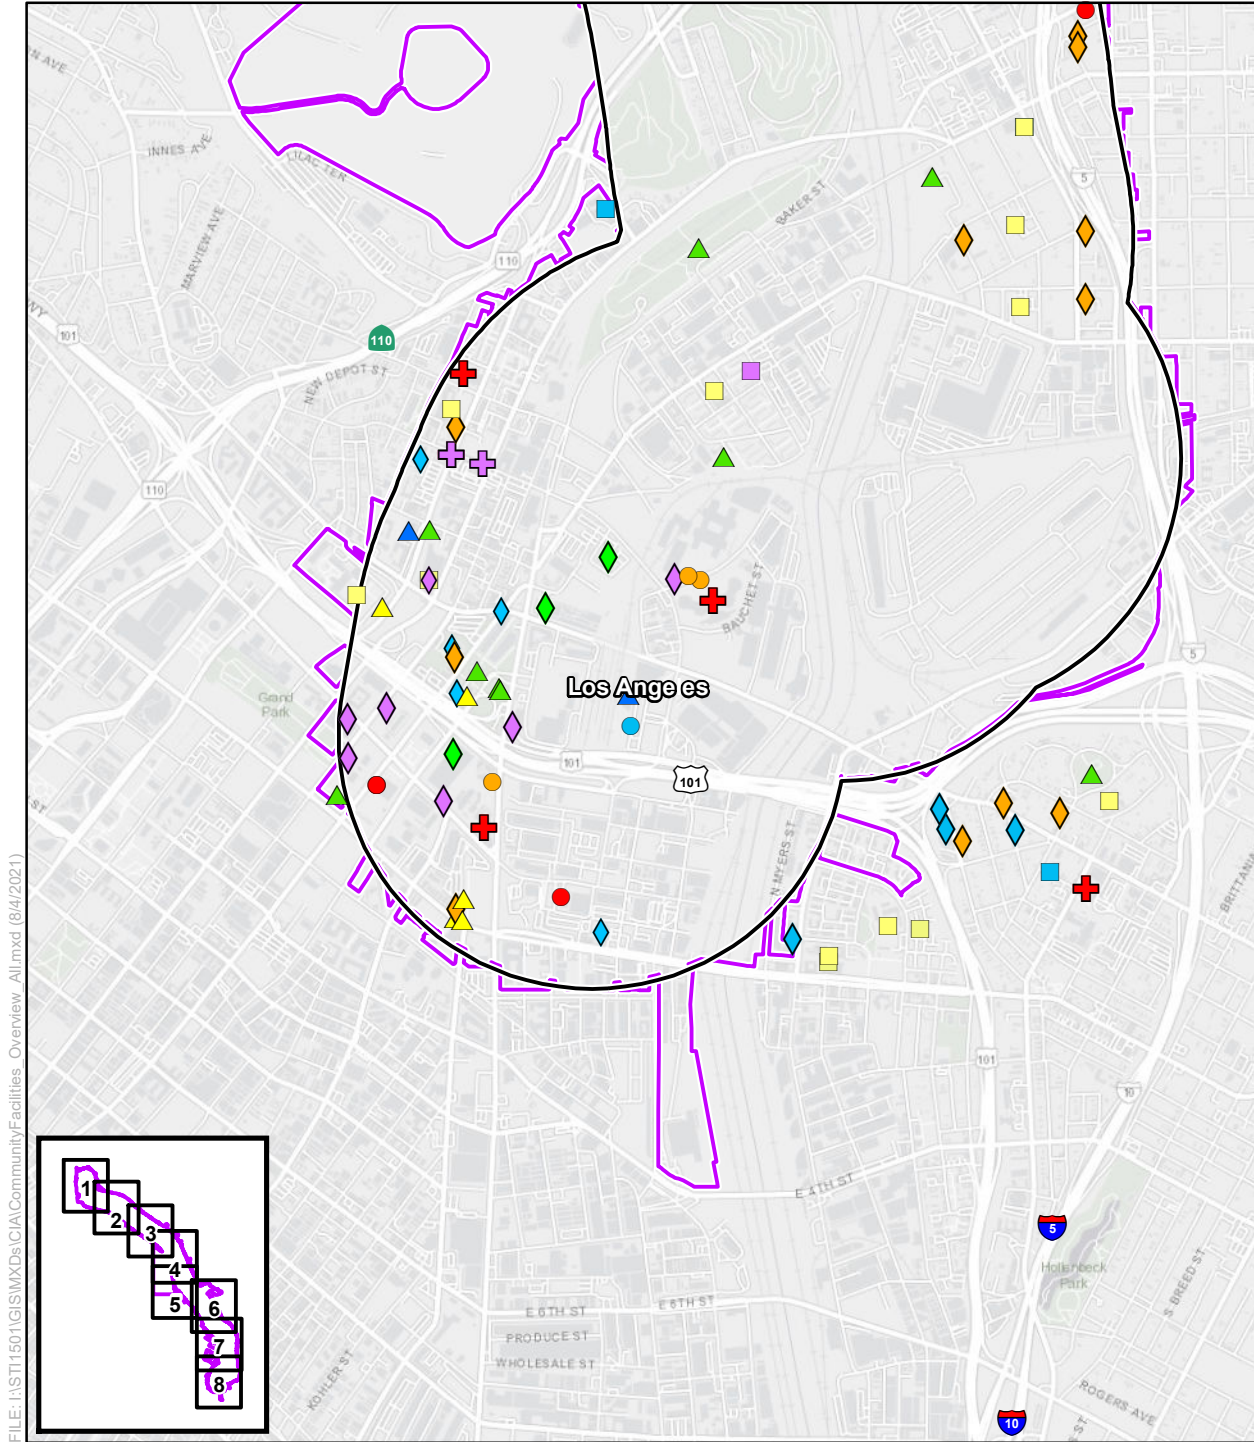 INNES AVE
LILAC TER
MARVIEW AVE
BAKER ST
5
110
101
110
NEW DEPOT ST
110
BAUCHET ST
Los Ange es
Grand
Park
5
101
101
N MYERS ST
BRITTANIA
101
10
E 4TH ST
5
Hollenbeck
Park
S BREED ST
E 6TH ST
E 6TH ST
PRODUCE ST
WHOLESALE ST
KOHLER ST
ROGERS AVE
10
1
2
3
4
5
6
7
8
FILE: I:\STI1501\GIS\MXDs\CIA\CommunityFacilities_Overview_All.mxd (8/4/2021)